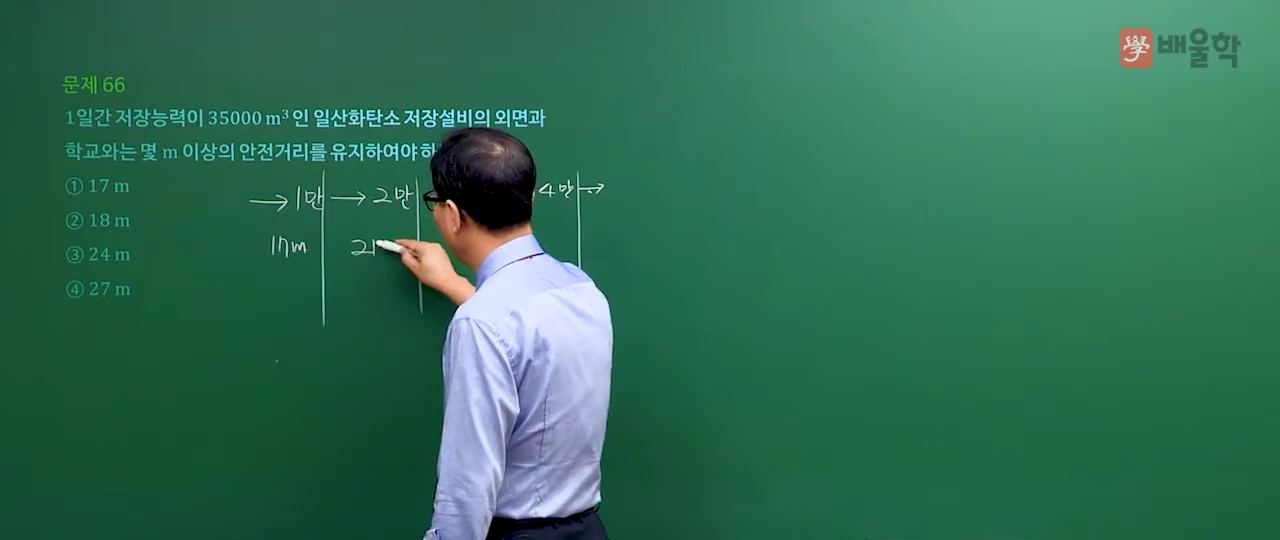 學 배울학
문제 66
1일간 저장능력이 35000 m³ 인 일산화탄소 저장설비의 외면과
학교와는 몇 m 이상의 안전거리를 유지하여야 하
① 17 m
② 18 m
③ 24 m
④ 27 m
→ 1만 → 2만 4만 →
17m 21